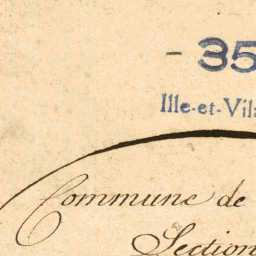 - 35
Ille-et-Vil
Commune de
Section